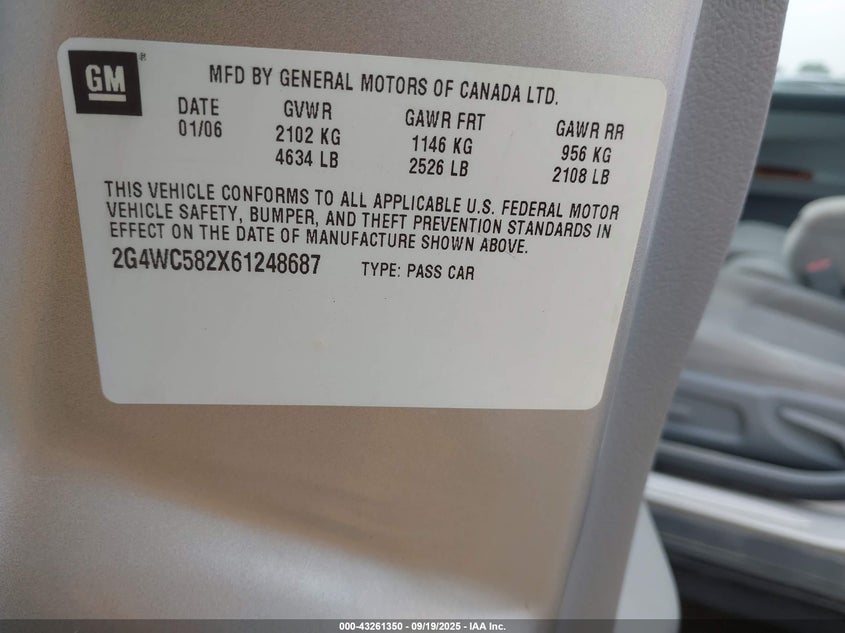 GM ®
MFD BY GENERAL MOTORS OF CANADA LTD.
DATE GVWR GAWR FRT GAWR RR
01/06 2102 KG 1146 KG 956 KG
4634 LB 2526 LB 2108 LB
THIS VEHICLE CONFORMS TO ALL APPLICABLE U.S. FEDERAL MOTOR
VEHICLE SAFETY, BUMPER, AND THEFT PREVENTION STANDARDS IN
EFFECT ON THE DATE OF MANUFACTURE SHOWN ABOVE.
2G4WC582X61248687 TYPE: PASS CAR
000-43261350 | 09/19/2025 | IAA Inc.